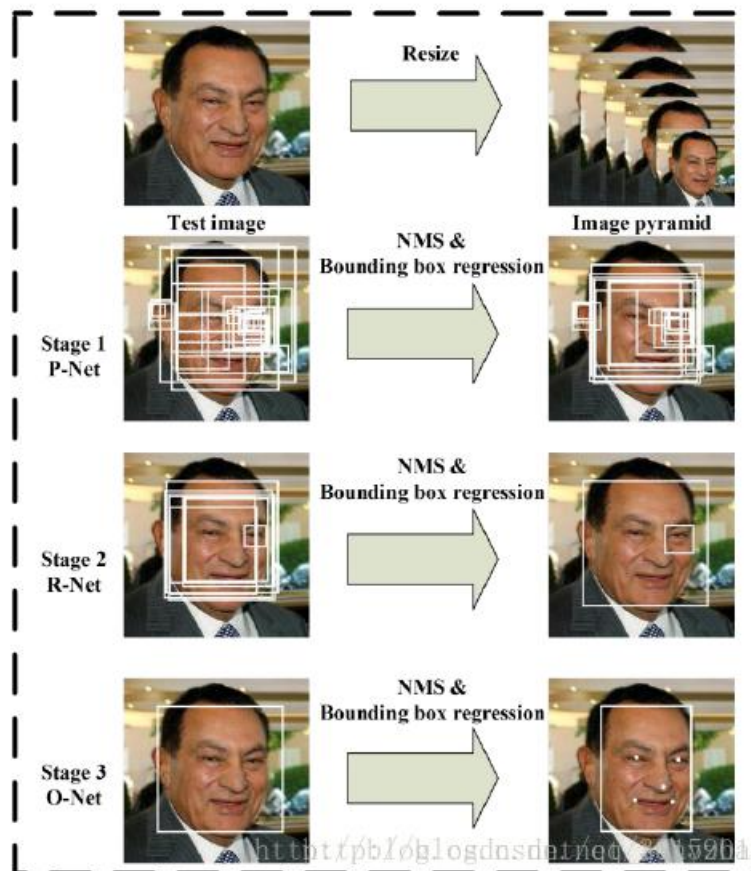 Resize
Test image
Image pyramid
NMS &
Bounding box regression
Stage 1
P-Net
NMS &
Bounding box regression
Stage 2
R-Net
NMS &
Bounding box regression
Stage 3
O-Net